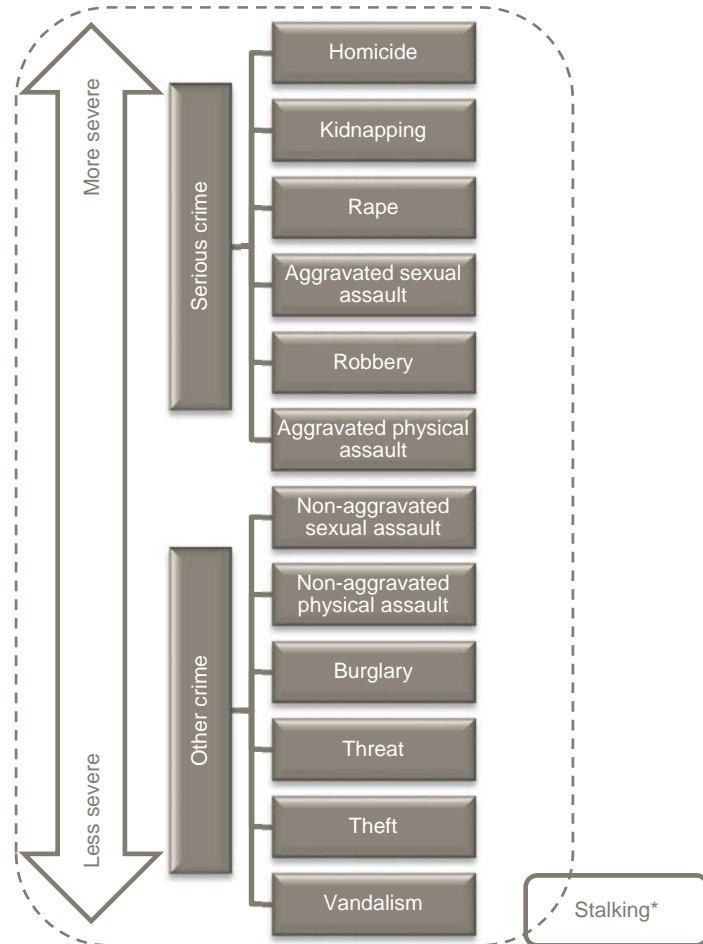 More severe
Serious crime
Homicide
Kidnapping
Rape
Aggravated sexual
assault
Robbery
Aggravated physical
assault
Less severe
Other crime
Non-aggravated
sexual assault
Non-aggravated
physical assault
Burglary
Threat
Theft
Vandalism
Stalking*